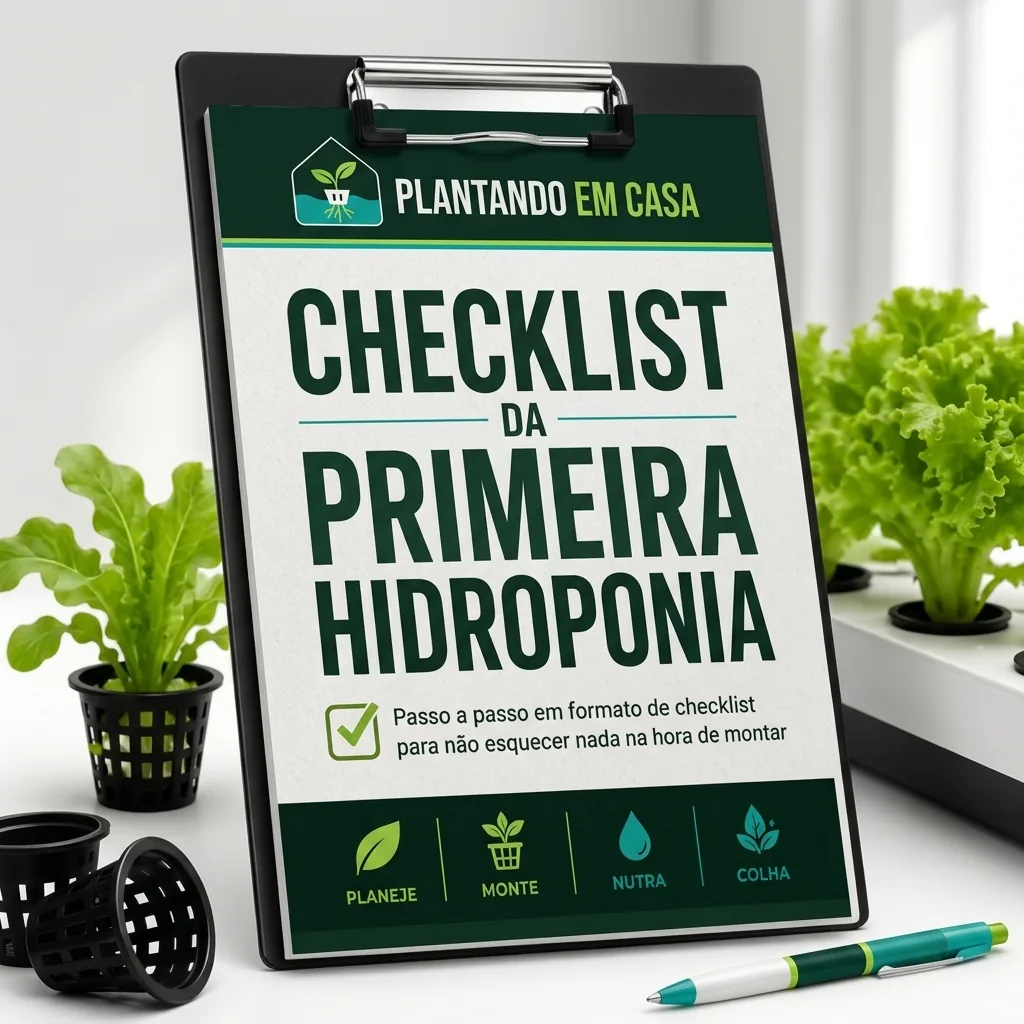 PLANTANDO EM CASA
CHECKLIST
DA
PRIMEIRA
HIDROPONIA
Passo a passo em formato de checklist
para não esquecer nada na hora de montar
PLANEJE
MONTE
NUTRA
COLHA